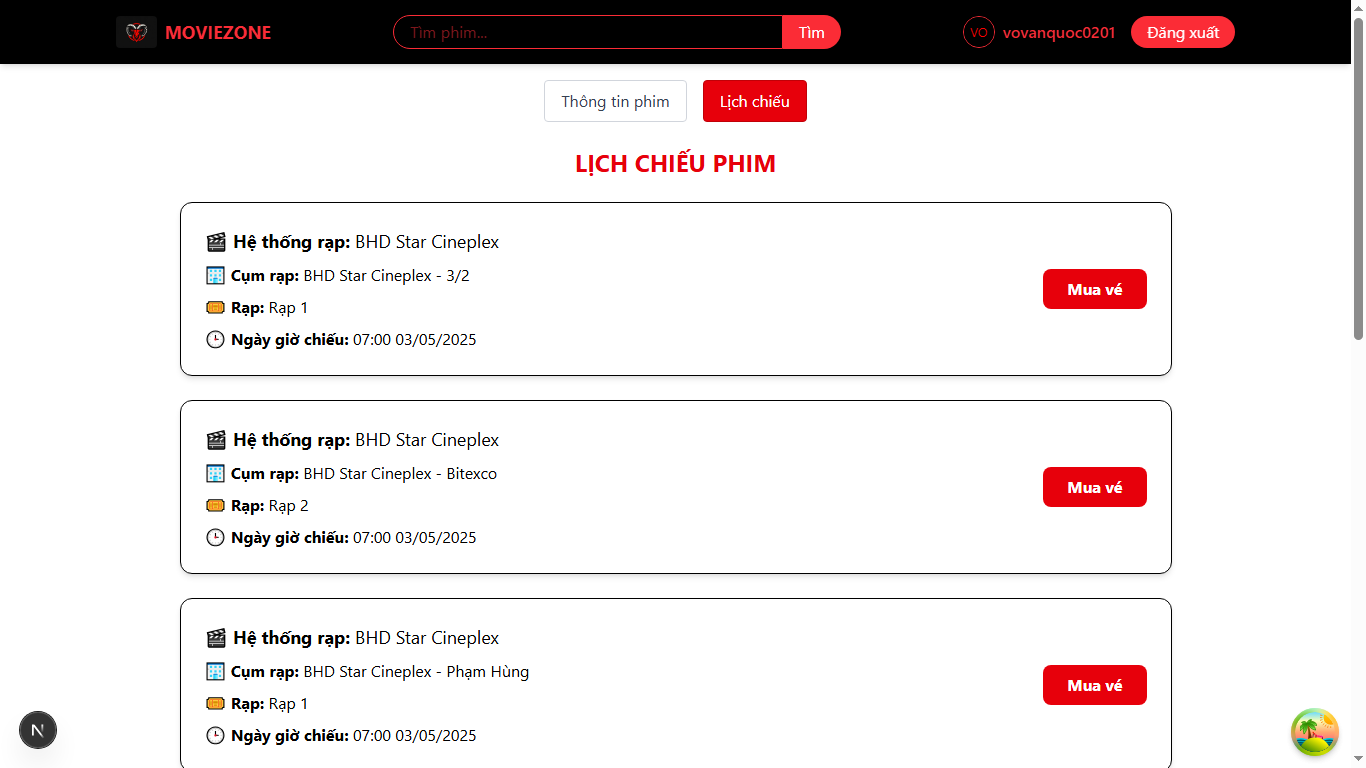 MOVIEZONE
Tìm phim...
Tìm
VO
vovanquoc0201
Đăng xuất
Thông tin phim
Lịch chiếu
LỊCH CHIẾU PHIM
Hệ thống rạp: BHD Star Cineplex
Cụm rạp: BHD Star Cineplex - 3/2
Rạp: Rạp 1
Ngày giờ chiếu: 07:00 03/05/2025
Mua vé
Hệ thống rạp: BHD Star Cineplex
Cụm rạp: BHD Star Cineplex - Bitexco
Rạp: Rạp 2
Ngày giờ chiếu: 07:00 03/05/2025
Mua vé
Hệ thống rạp: BHD Star Cineplex
Cụm rạp: BHD Star Cineplex - Phạm Hùng
Rạp: Rạp 1
Ngày giờ chiếu: 07:00 03/05/2025
Mua vé
N